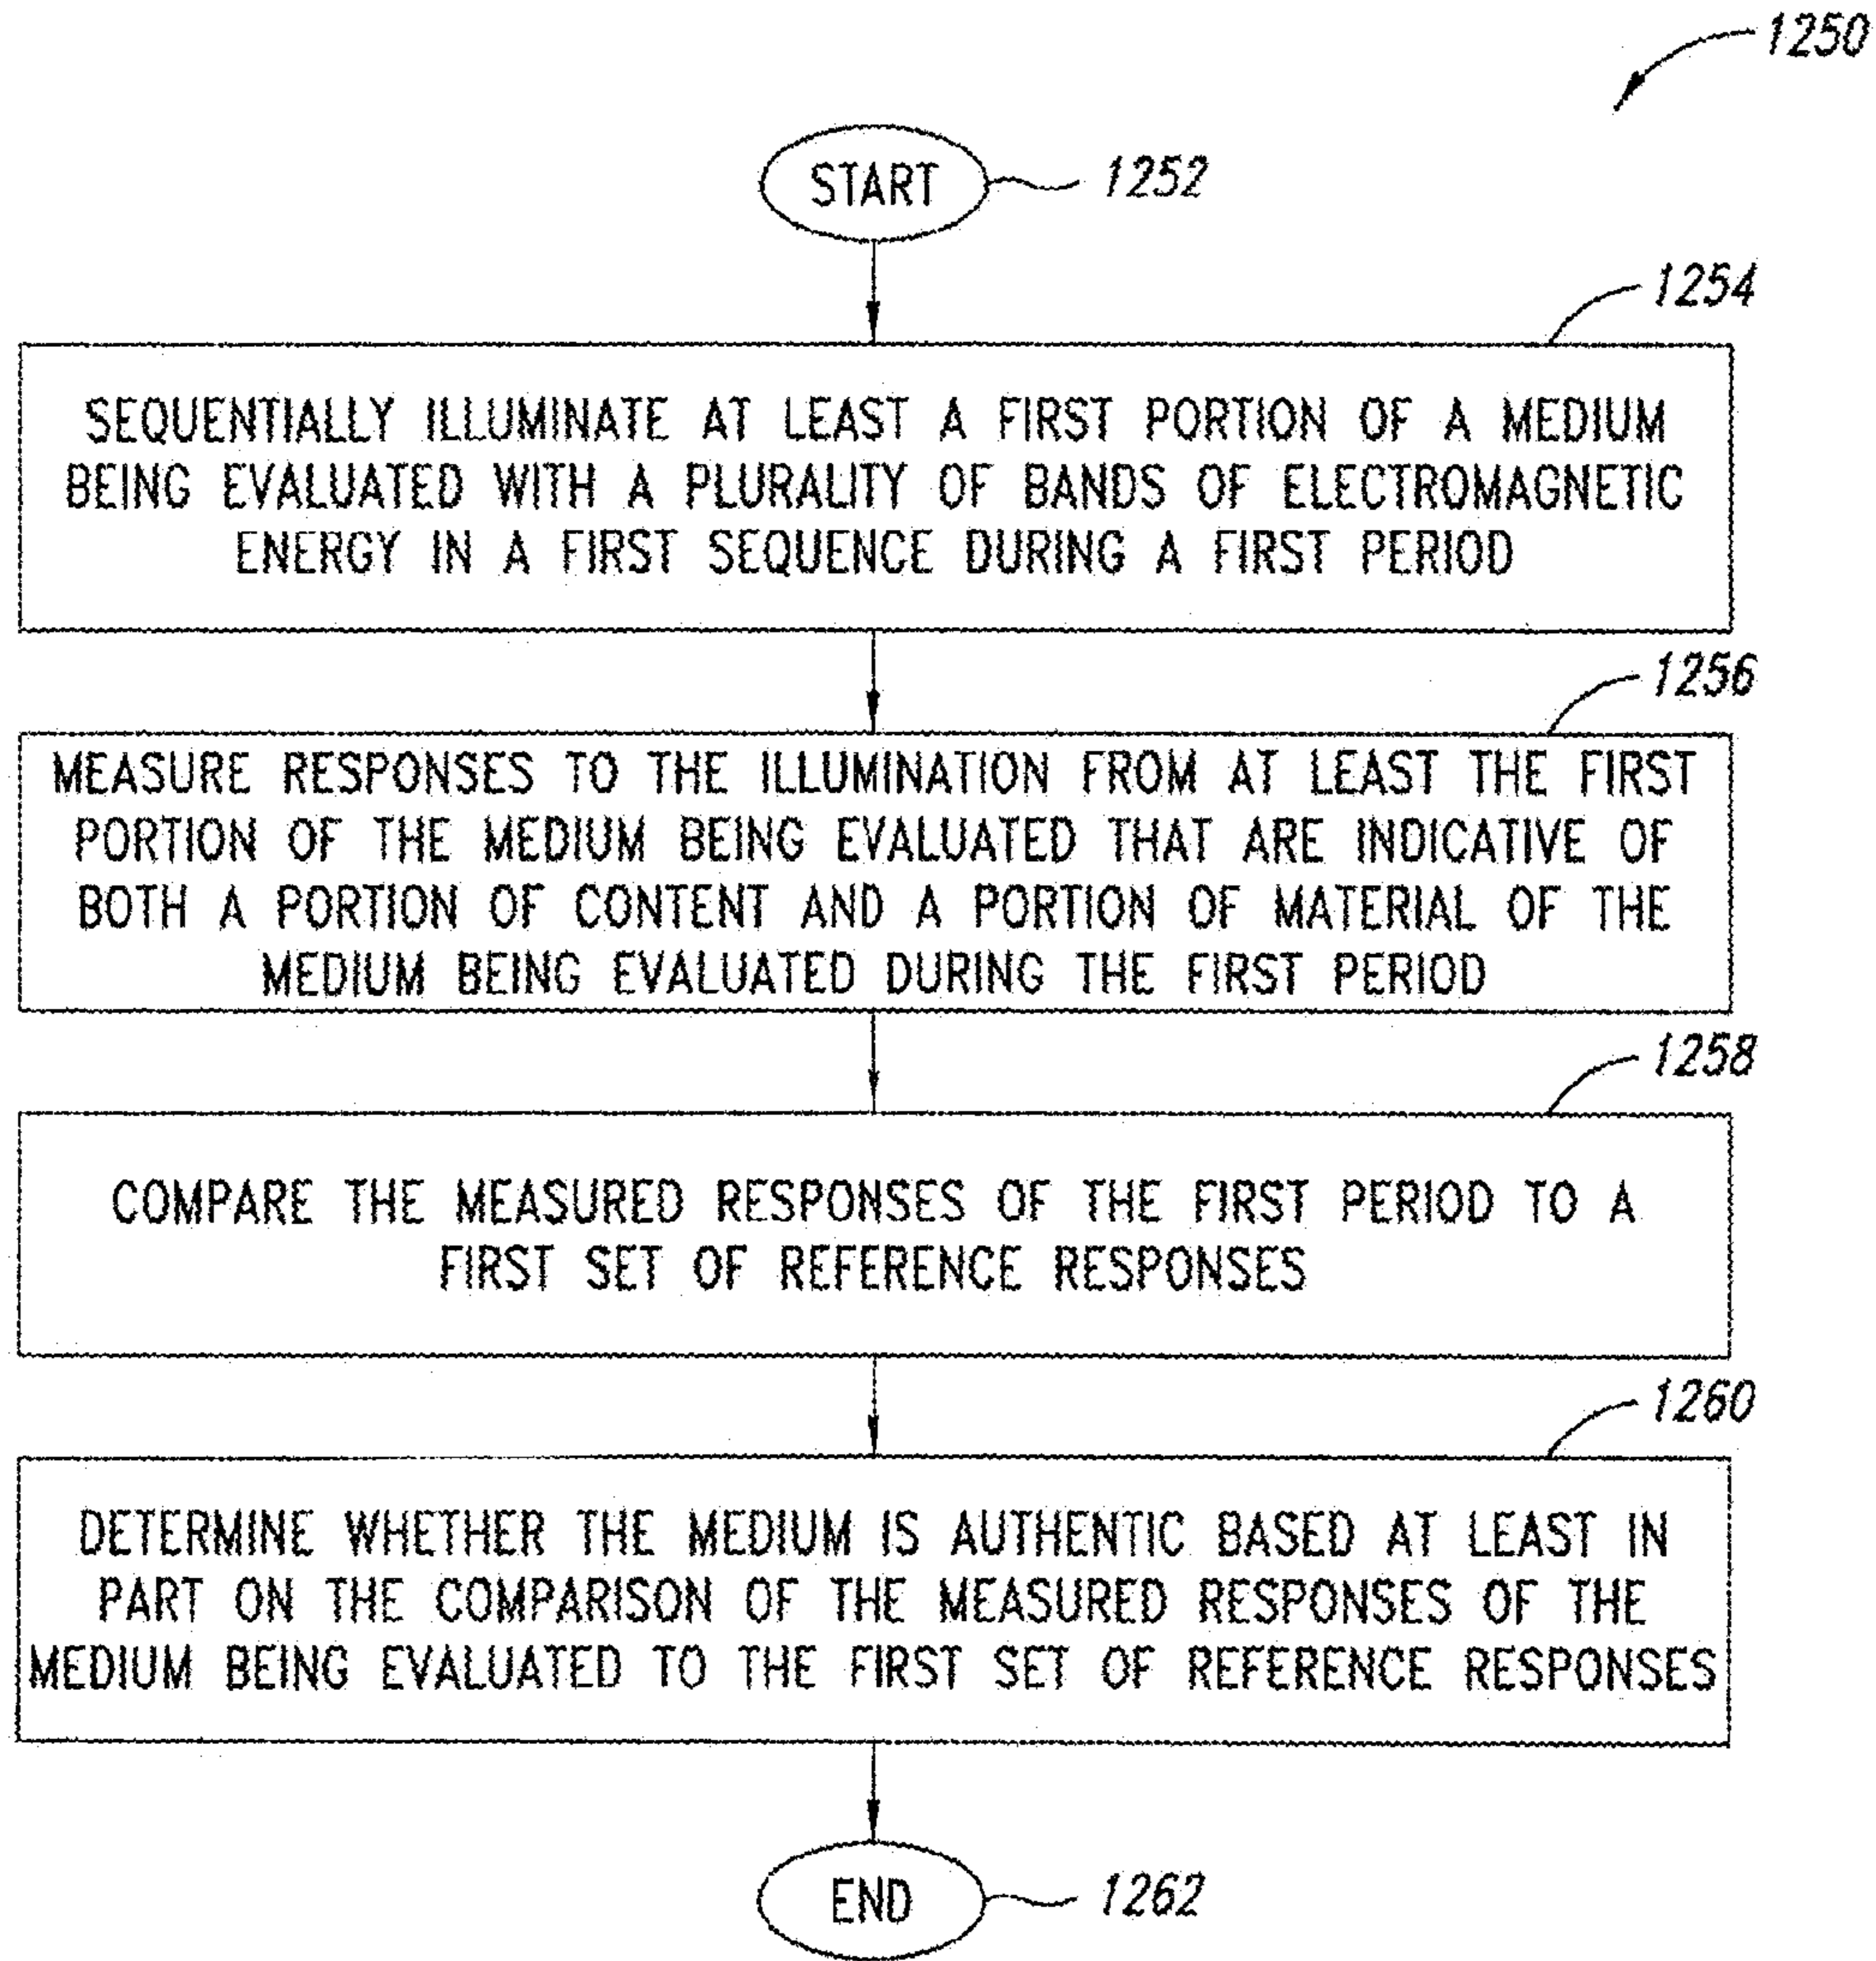 1250
START
1252
1254
SEQUENTIALLY ILLUMINATE AT LEAST A FIRST PORTION OF A MEDIUM
BEING EVALUATED WITH A PLURALITY OF BANDS OF ELECTROMAGNETIC
ENERGY IN A FIRST SEQUENCE DURING A FIRST PERIOD
1256
MEASURE RESPONSES TO THE ILLUMINATION FROM AT LEAST THE FIRST
PORTION OF THE MEDIUM BEING EVALUATED THAT ARE INDICATIVE OF
BOTH A PORTION OF CONTENT AND A PORTION OF MATERIAL OF THE
MEDIUM BEING EVALUATED DURING THE FIRST PERIOD
1258
COMPARE THE MEASURED RESPONSES OF THE FIRST PERIOD TO A
FIRST SET OF REFERENCE RESPONSES
1260
DETERMINE WHETHER THE MEDIUM IS AUTHENTIC BASED AT LEAST IN
PART ON THE COMPARISON OF THE MEASURED RESPONSES OF THE
MEDIUM BEING EVALUATED TO THE FIRST SET OF REFERENCE RESPONSES
END
1262